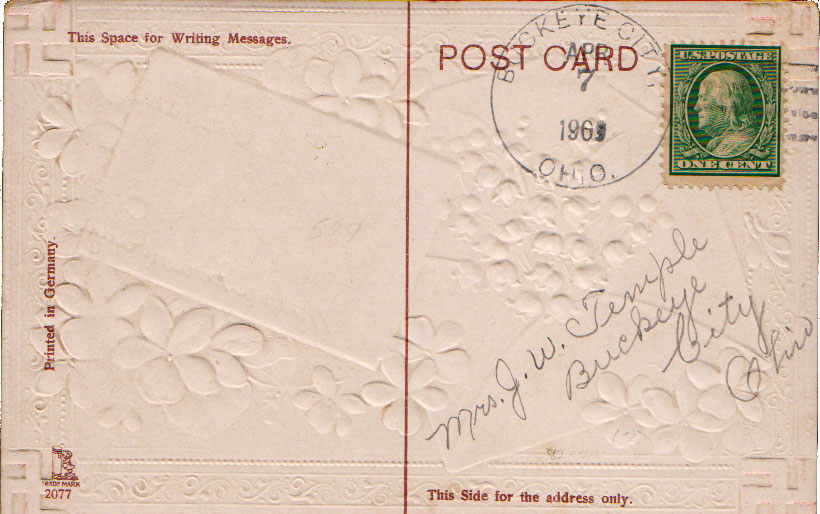 This Space for Writing Messages.
POST CARD
BUCKEYE CITY,
APR
7
1909
OHIO.
U.S. POSTAGE
ONE CENT
Mrs. J. W. Temple
Buckeye
City
Ohio
Printed in Germany.
TRADE MARK
2077
This Side for the address only.